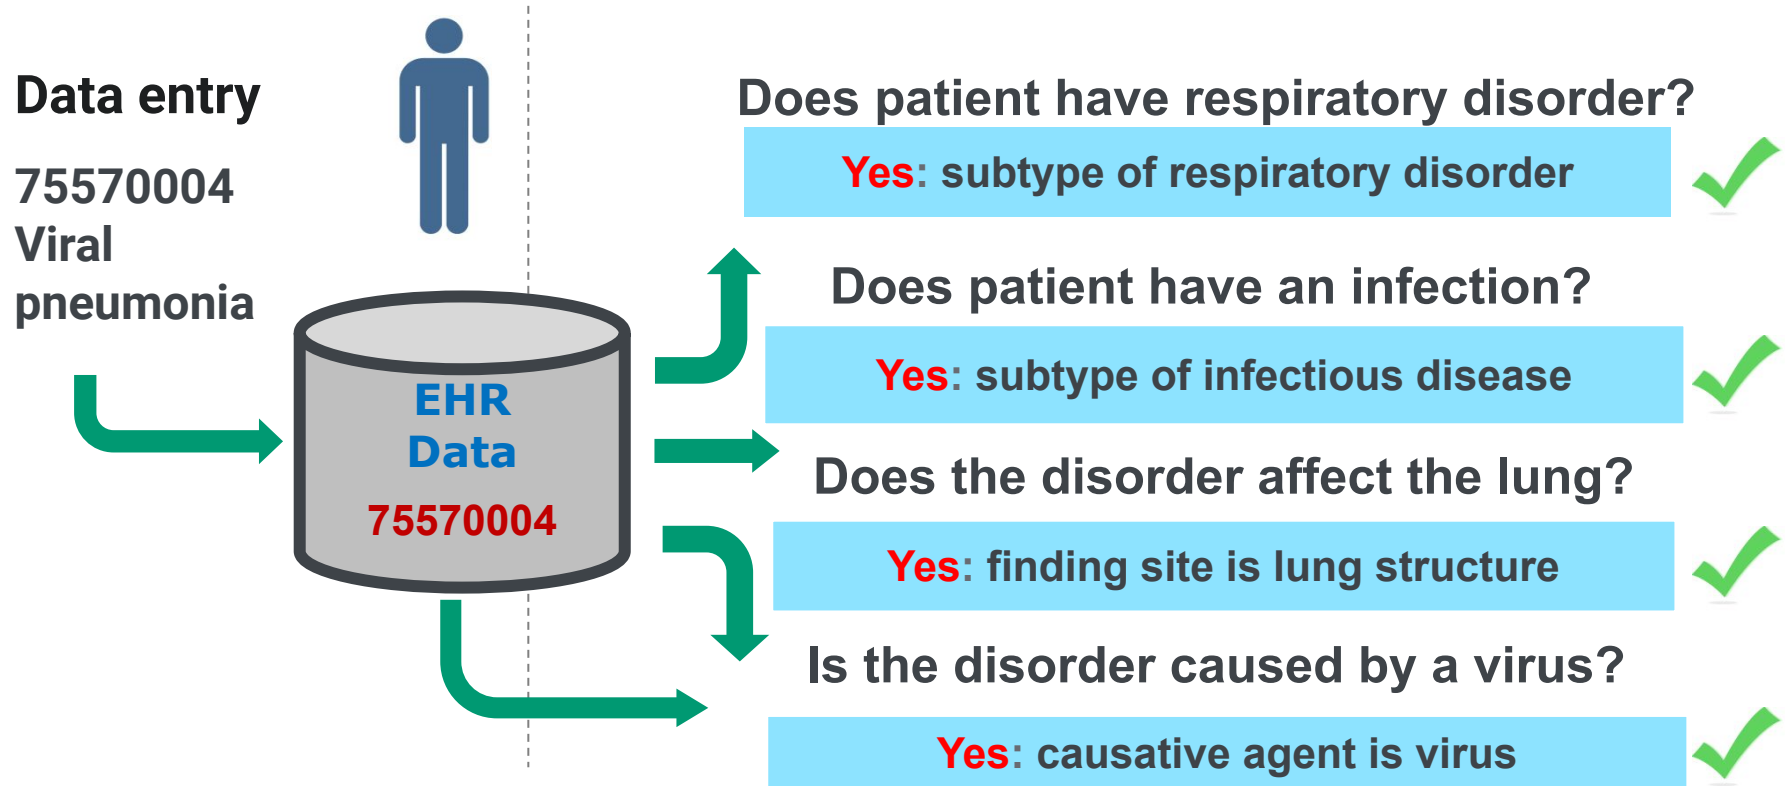 Data entry
75570004
Viral
pneumonia
EHR
Data
75570004
Does patient have respiratory disorder?
Yes: subtype of respiratory disorder
Does patient have an infection?
Yes: subtype of infectious disease
Does the disorder affect the lung?
Yes: finding site is lung structure
Is the disorder caused by a virus?
Yes: causative agent is virus